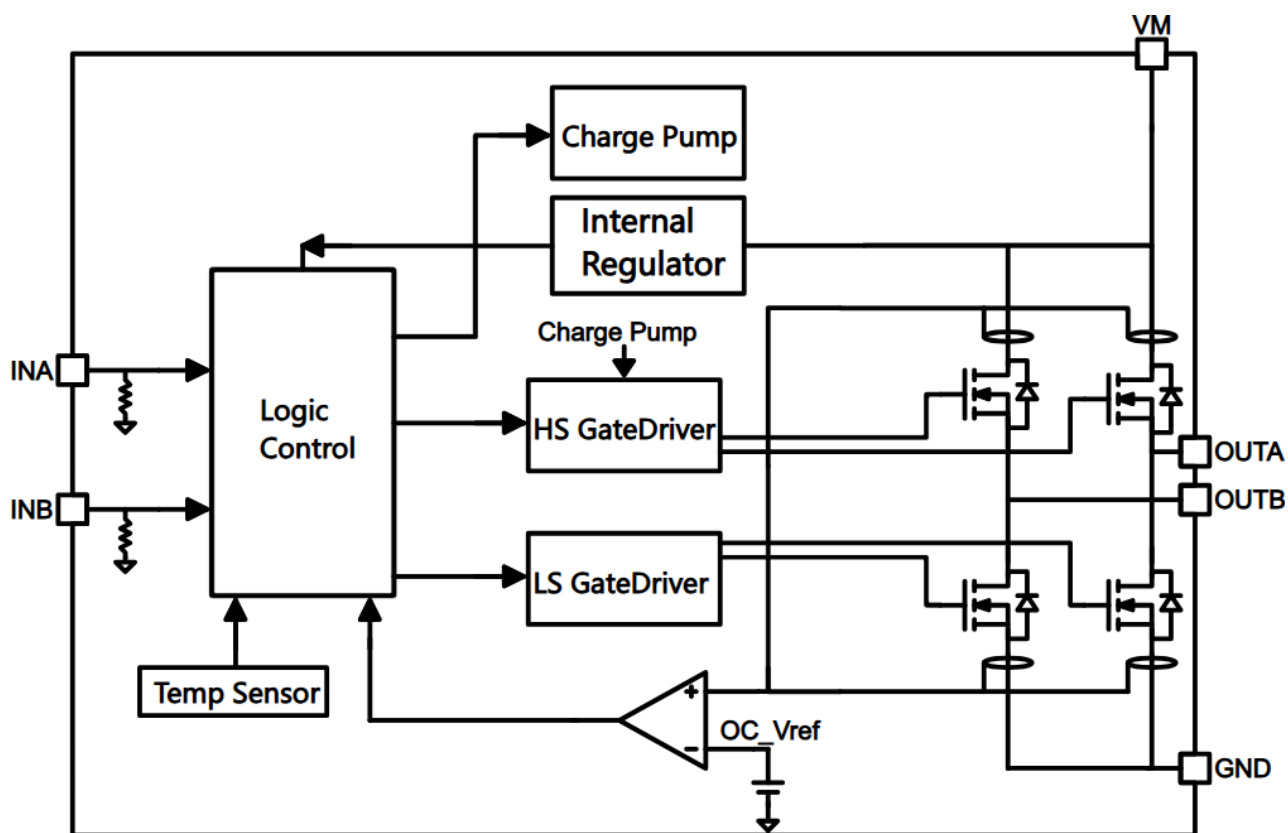 VM
Charge Pump
Internal
Regulator
Charge Pump
INA
Logic
Control
HS GateDriver
OUTA
OUTB
INB
LS GateDriver
Temp Sensor
+
OC_Vref
−
GND